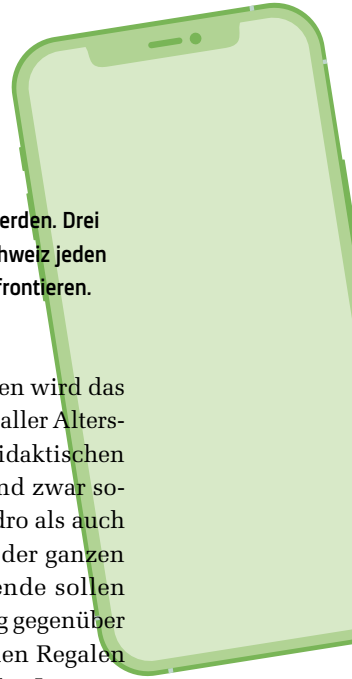 erden. Drei
hweiz jeden
frontieren.
en wird das
aller Alters-
idaktischen
nd zwar so-
dro als auch
der ganzen
ende sollen
g gegenüber
en Regalen